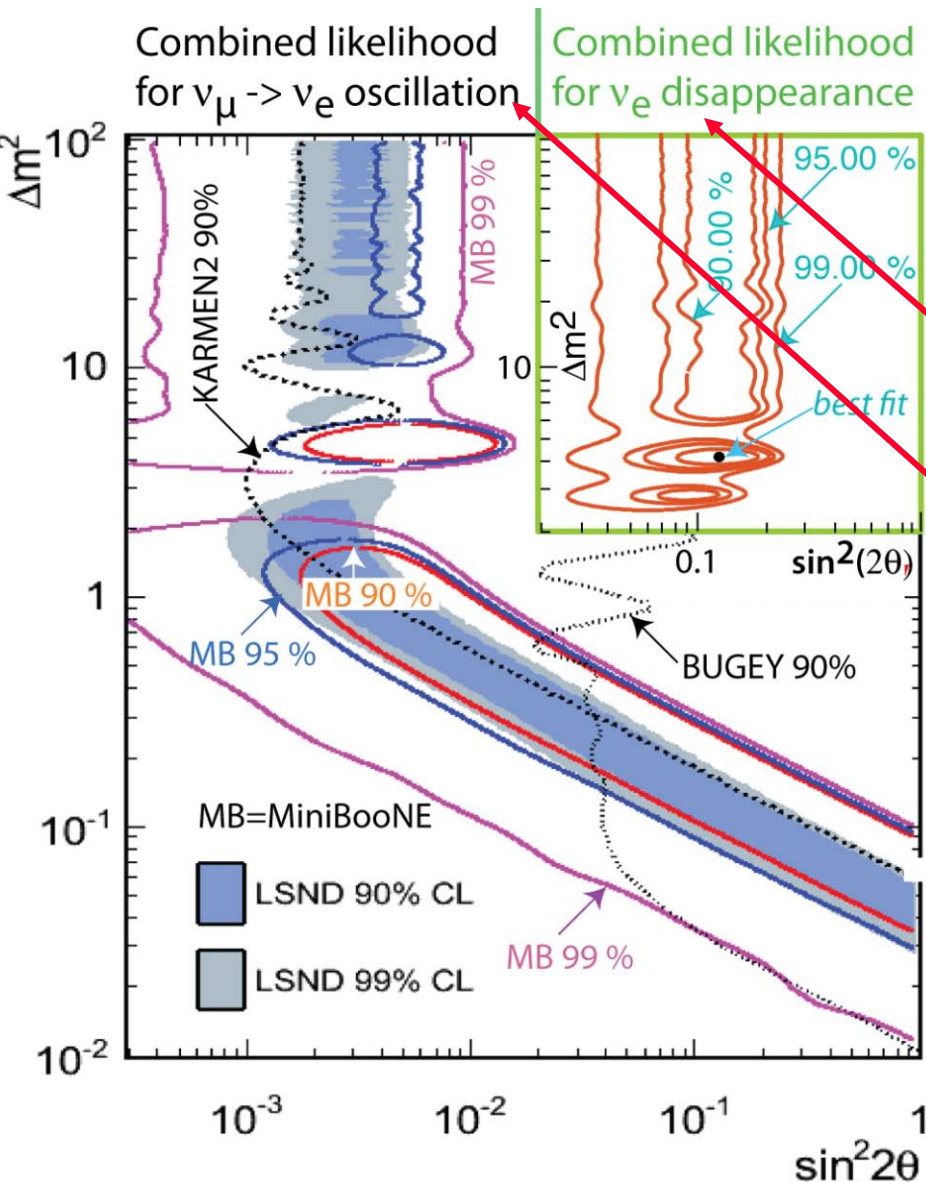 Combined likelihood
for νμ -> νe oscillation
Combined likelihood
for νe disappearance
Δm²
10²
10
1
10⁻¹
10⁻²
KARMEN2 90%
MB 99 %
90.00 %
95.00 %
99.00 %
10
Δm²
best fit
0.1
sin²(2θ)
MB 90 %
MB 95 %
BUGEY 90%
MB=MiniBooNE
LSND 90% CL
LSND 99% CL
MB 99 %
10⁻³
10⁻²
10⁻¹
1
sin²2θ